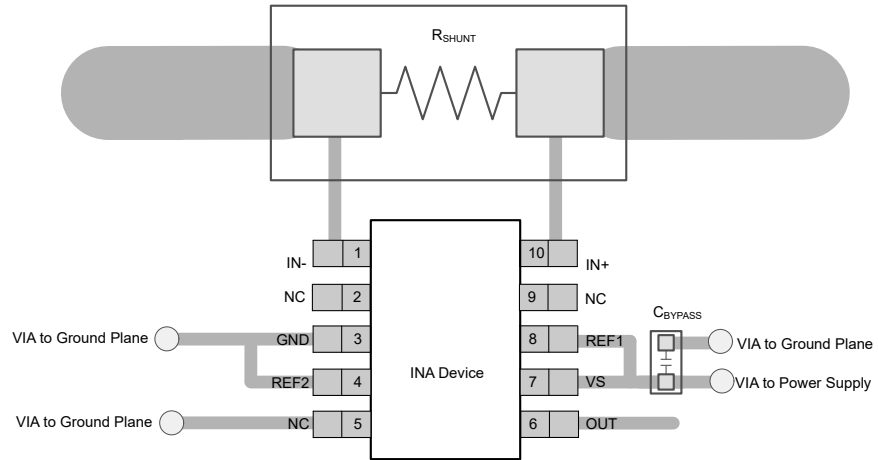 RSHUNT
1
10
IN-
IN+
NC
2
9
NC
CBYPASS
VIA to Ground Plane
GND
3
8
REF1
VIA to Ground Plane
INA Device
REF2
4
7
VS
VIA to Power Supply
VIA to Ground Plane
NC
5
6
OUT